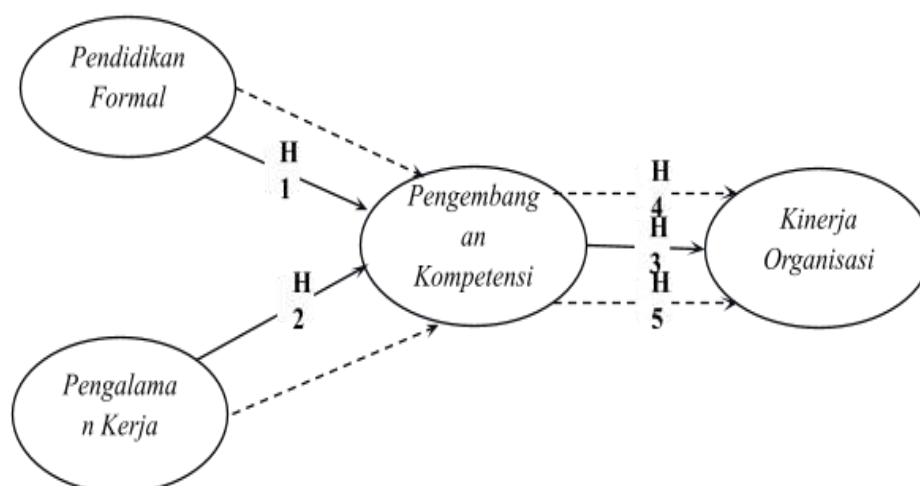 Pendidikan
Formal
H
1
Pengembang
an
Kompetensi
H
4
H
3
H
5
Kinerja
Organisasi
H
2
Pengalama
n Kerja